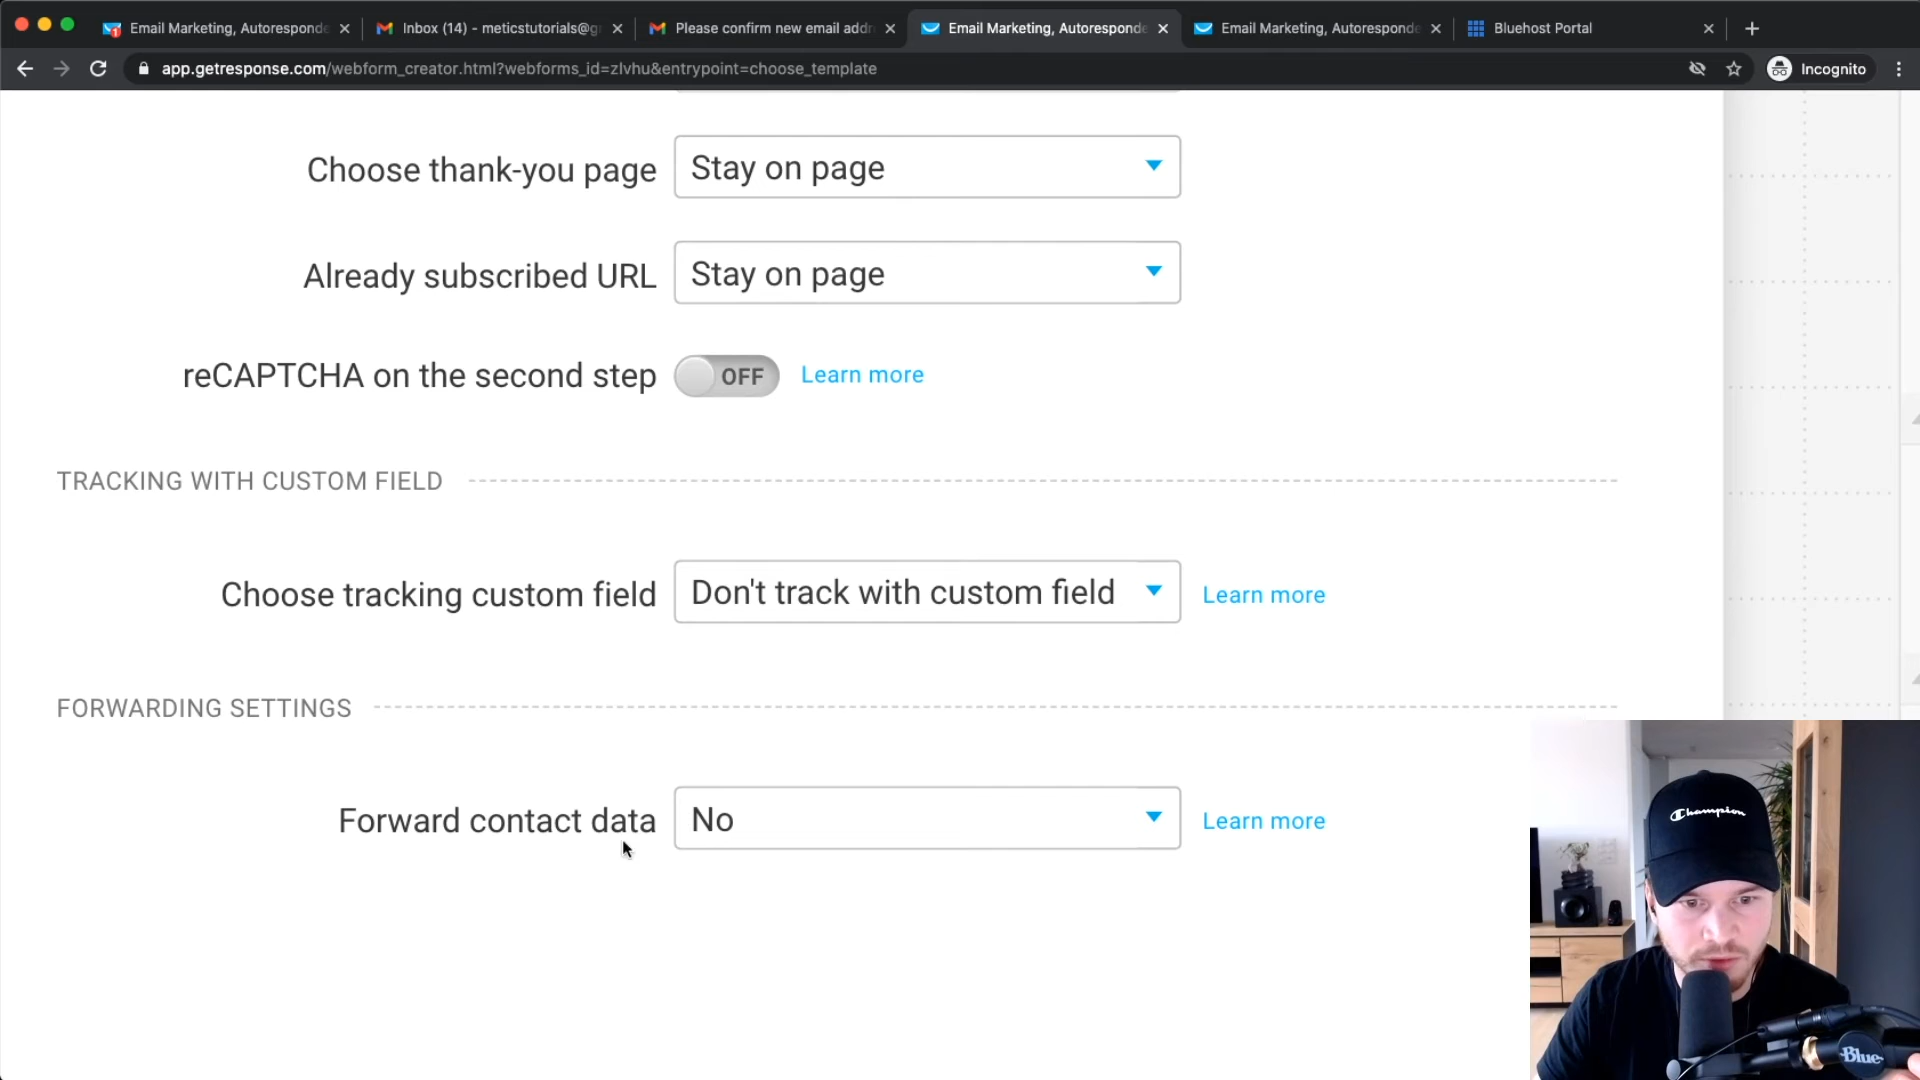 Email Marketing, Autoresponde
Inbox (14) - meticstutorials@g
Please confirm new email addr
Email Marketing, Autoresponde
Email Marketing, Autoresponde
Bluehost Portal
app.getresponse.com/webform_creator.html?webforms_id=zlvhu&entrypoint=choose_template
Incognito
Choose thank-you page
Stay on page
Already subscribed URL
Stay on page
reCAPTCHA on the second step
OFF
Learn more
TRACKING WITH CUSTOM FIELD
Choose tracking custom field
Don't track with custom field
Learn more
FORWARDING SETTINGS
Forward contact data
No
Learn more
Champion
Blue